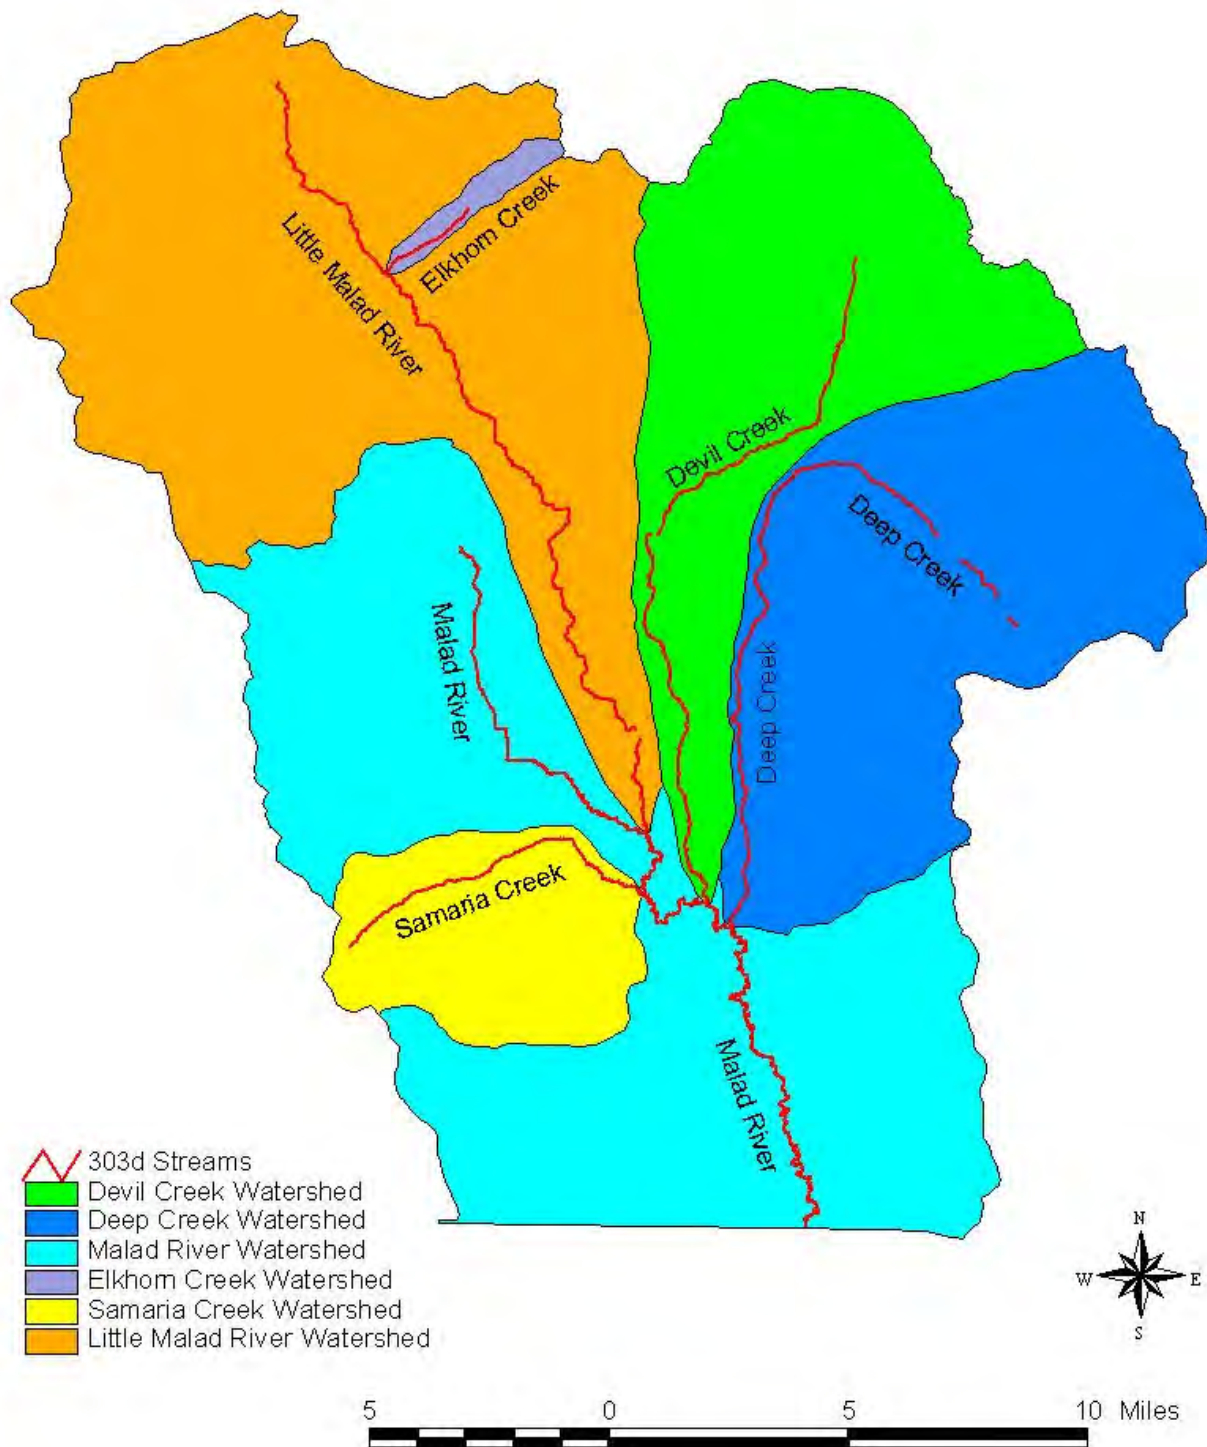 Elkhorn Creek
Little Malad River
Devil Creek
Deep Creek
Malad River
Deep Creek
Samaria Creek
Malad River
303d Streams
Devil Creek Watershed
Deep Creek Watershed
Malad River Watershed
Elkhorn Creek Watershed
Samaria Creek Watershed
Little Malad River Watershed
N
W E
S
5 0 5 10 Miles